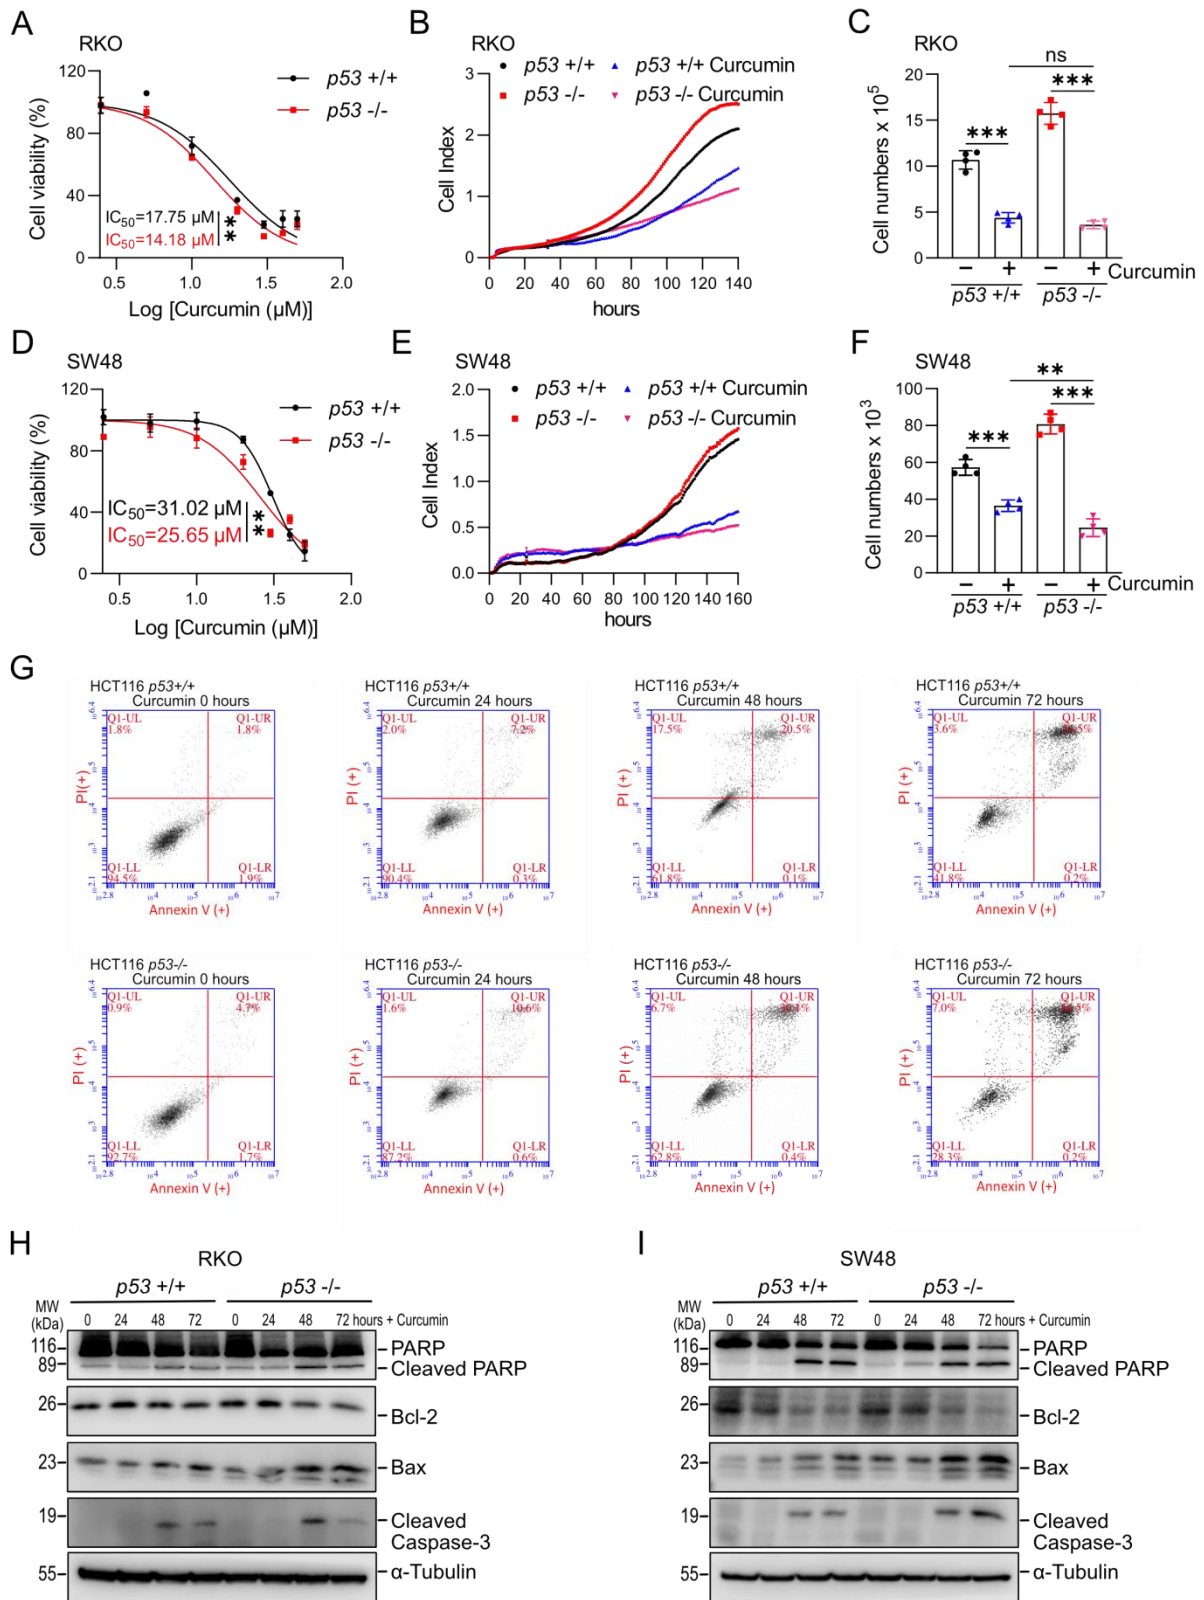 A
RKO
120
80
40
0
0.5
1.0
1.5
2.0
Cell viability (%)
Log [Curcumin (µM)]
p53 +/+
p53 -/-
IC50=17.75 µM
IC50=14.18 µM
**
B
RKO
p53 +/+
p53 -/-
p53 +/+ Curcumin
p53 -/- Curcumin
3
2
1
0
Cell Index
0 20 40 60 80 100 120 140
hours
C
RKO
ns
***
***
20
15
10
5
0
Cell numbers x 10^5
− + − + Curcumin
p53 +/+ p53 -/-
D
SW48
120
80
40
0
0.5
1.0
1.5
2.0
Cell viability (%)
Log [Curcumin (µM)]
p53 +/+
p53 -/-
IC50=31.02 µM
IC50=25.65 µM
**
E
SW48
p53 +/+
p53 -/-
p53 +/+ Curcumin
p53 -/- Curcumin
2.0
1.5
1.0
0.5
0.0
Cell Index
0 20 40 60 80 100 120 140 160
hours
F
SW48
**
***
***
100
80
60
40
20
0
Cell numbers x 10^3
− + − + Curcumin
p53 +/+ p53 -/-
G
HCT116 p53+/+
Curcumin 0 hours
Q1-UL
1.8%
Q1-UR
1.8%
Q1-LL
94.5%
Q1-LR
1.9%
PI(+)
Annexin V (+)
HCT116 p53+/+
Curcumin 24 hours
Q1-UL
2.0%
Q1-UR
7.2%
Q1-LL
90.4%
Q1-LR
0.3%
PI (+)
Annexin V (+)
HCT116 p53+/+
Curcumin 48 hours
Q1-UL
17.5%
Q1-UR
20.5%
Q1-LL
61.8%
Q1-LR
0.1%
PI (+)
Annexin V (+)
HCT116 p53+/+
Curcumin 72 hours
Q1-UL
3.6%
Q1-UR
Q1-LL
41.8%
Q1-LR
0.2%
PI (+)
Annexin V (+)
HCT116 p53-/-
Curcumin 0 hours
Q1-UL
0.9%
Q1-UR
4.7%
Q1-LL
92.7%
Q1-LR
1.7%
PI (+)
Annexin V (+)
HCT116 p53-/-
Curcumin 24 hours
Q1-UL
1.6%
Q1-UR
10.6%
Q1-LL
87.2%
Q1-LR
0.6%
PI (+)
Annexin V (+)
HCT116 p53-/-
Curcumin 48 hours
Q1-UL
6.7%
Q1-UR
Q1-LL
62.8%
Q1-LR
0.4%
PI (+)
Annexin V (+)
HCT116 p53-/-
Curcumin 72 hours
Q1-UL
7.0%
Q1-UR
Q1-LL
28.3%
Q1-LR
0.2%
PI (+)
Annexin V (+)
H
RKO
p53 +/+ p53 -/-
MW
(kDa)
0 24 48 72 0 24 48 72 hours + Curcumin
116
PARP
89
Cleaved PARP
26
Bcl-2
23
Bax
19
Cleaved
Caspase-3
55
α-Tubulin
I
SW48
p53 +/+ p53 -/-
MW
(kDa)
0 24 48 72 0 24 48 72 hours + Curcumin
116
PARP
89
Cleaved PARP
26
Bcl-2
23
Bax
19
Cleaved
Caspase-3
55
α-Tubulin